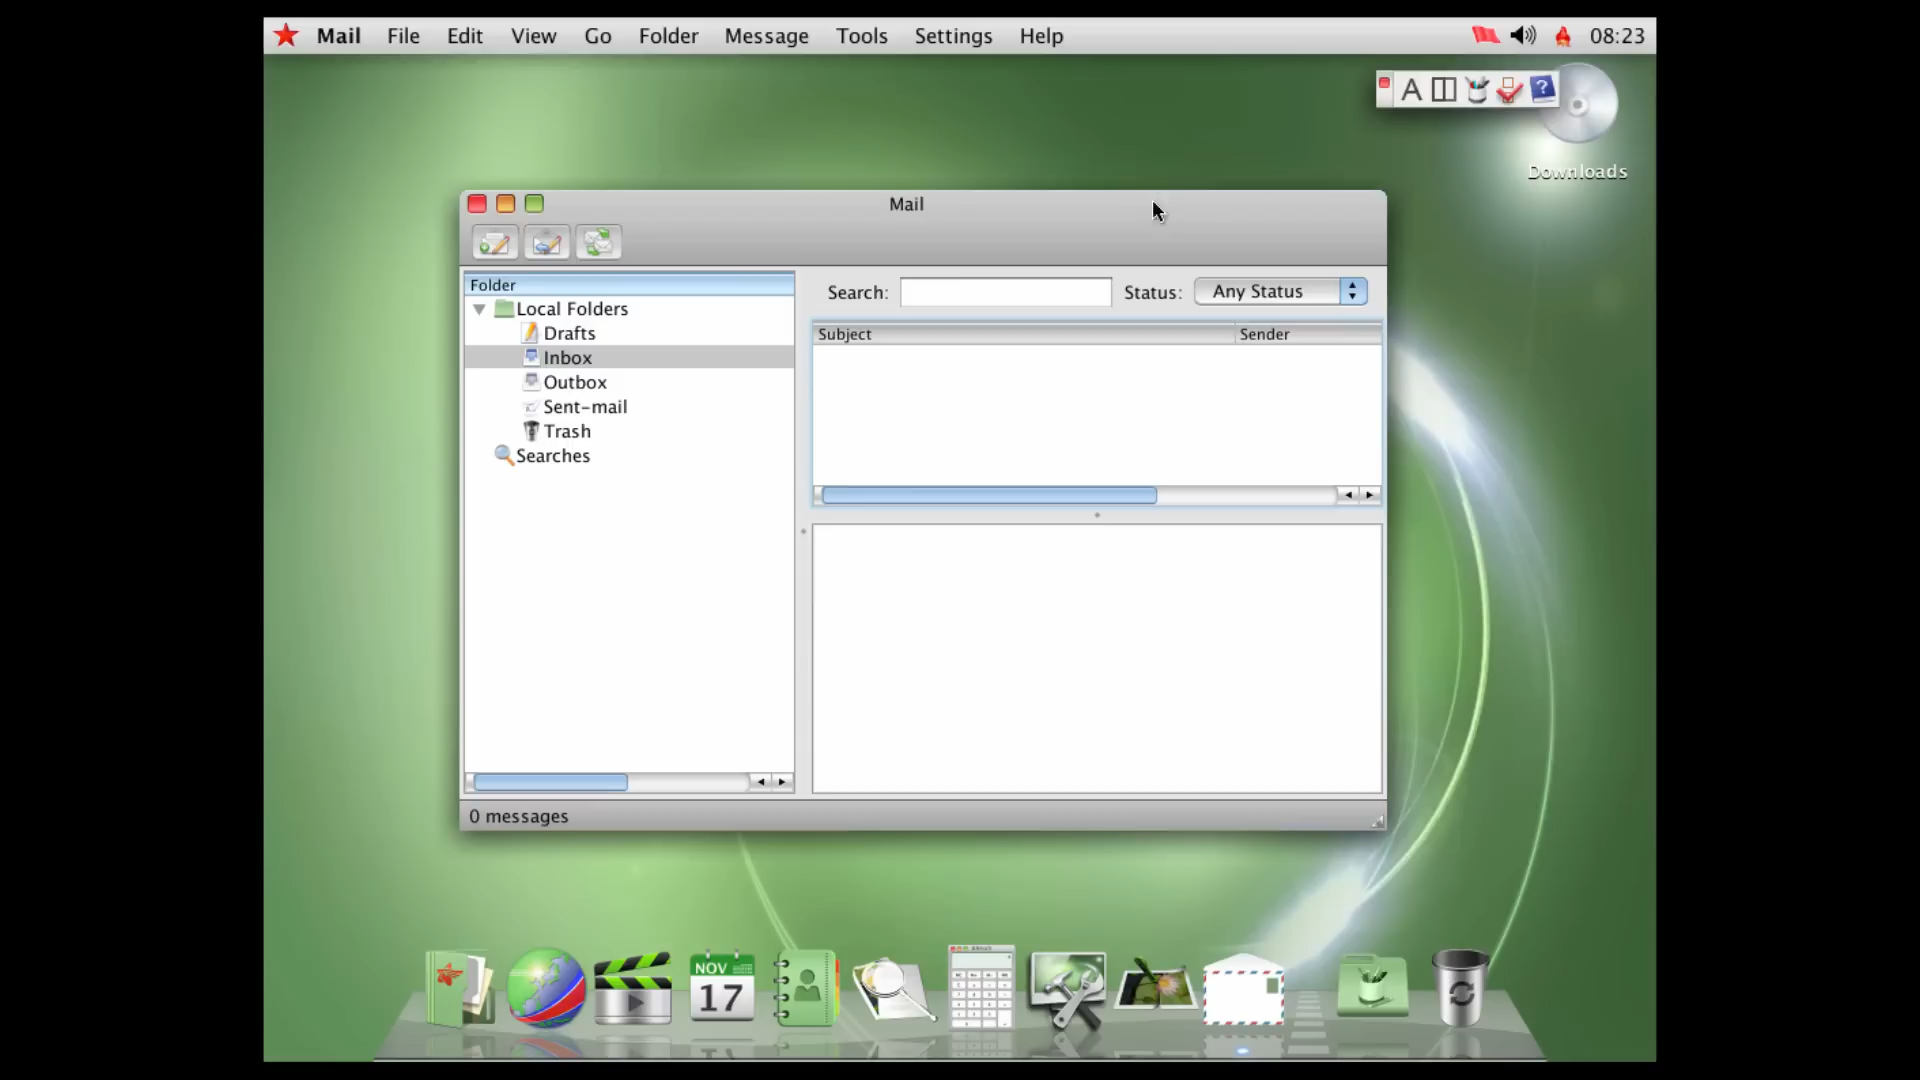 Mail File Edit View Go Folder Message Tools Settings Help 08:23
A ?
Downloads
Mail
Folder
Local Folders
Drafts
Inbox
Outbox
Sent-mail
Trash
Searches
Search: Status: Any Status
Subject Sender
0 messages
NOV
17